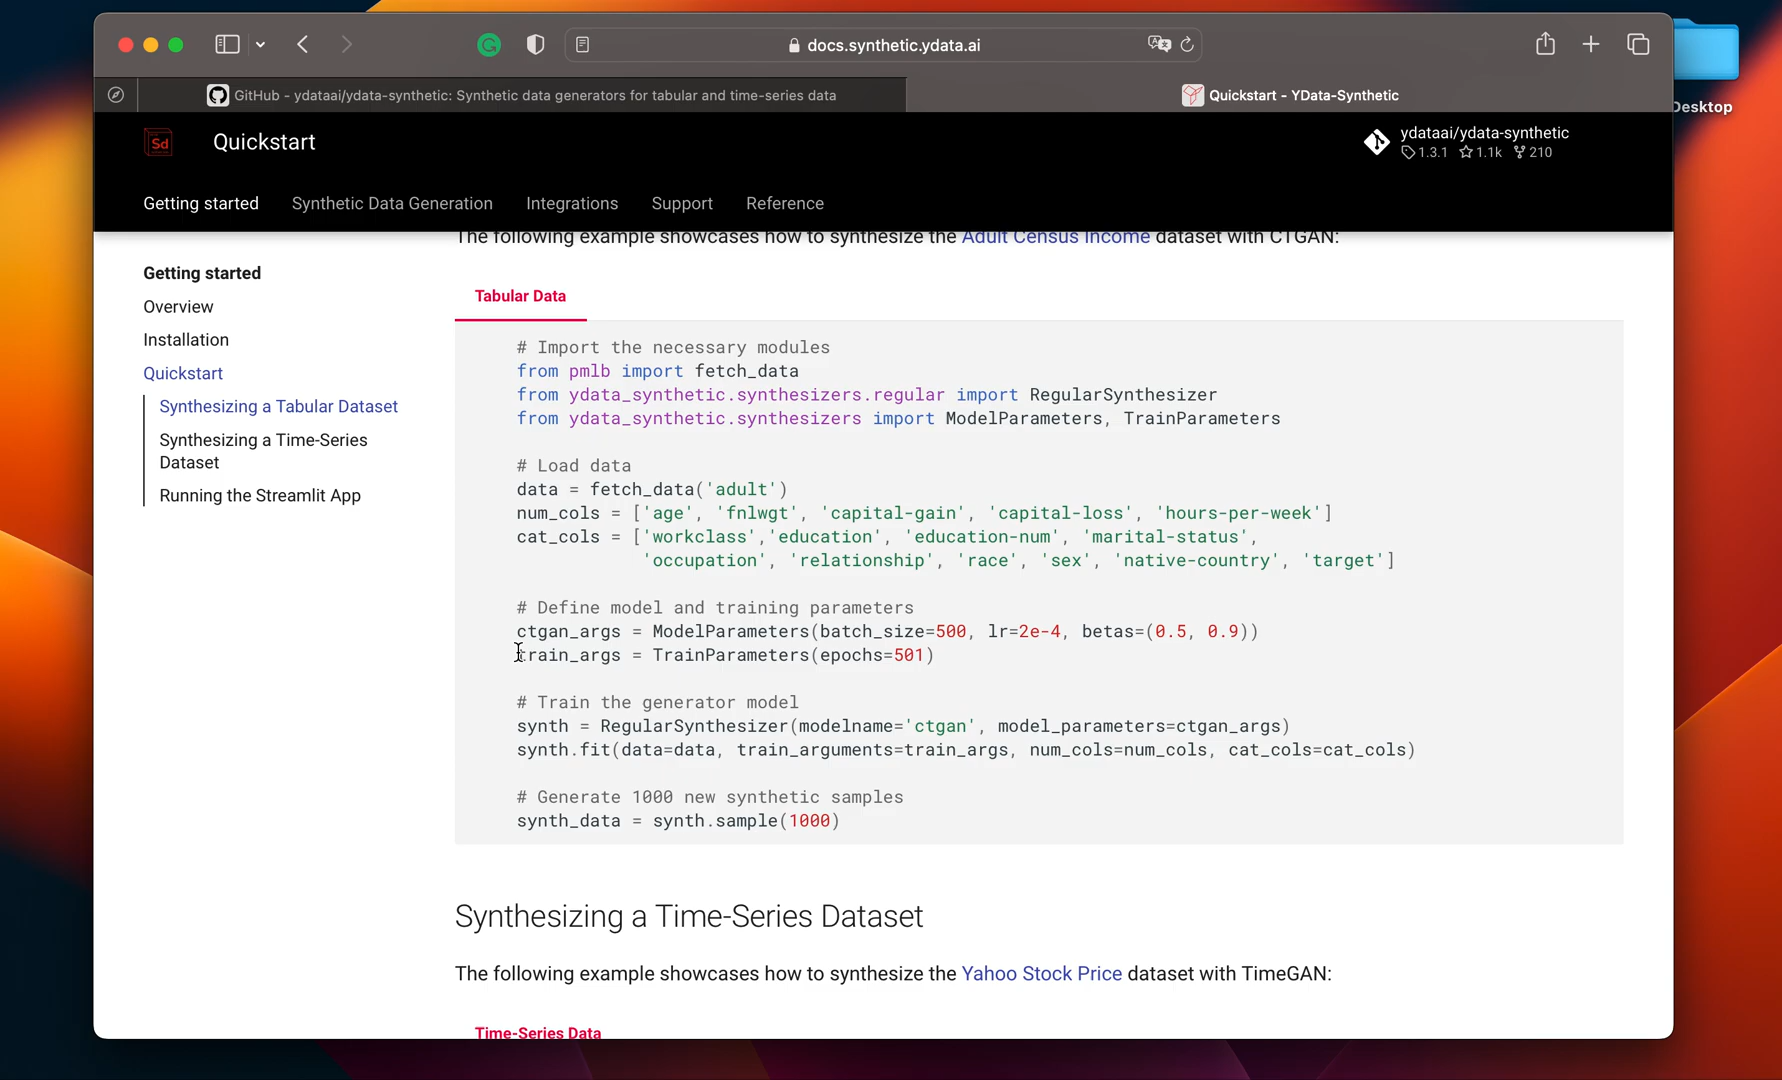 docs.synthetic.ydata.ai
GitHub - ydataai/ydata-synthetic: Synthetic data generators for tabular and time-series data
Quickstart - YData-Synthetic
Desktop
Sd
Quickstart
ydataai/ydata-synthetic
1.3.1 1.1k 210
Getting started Synthetic Data Generation Integrations Support Reference
Getting started
Overview
Installation
Quickstart
Synthesizing a Tabular Dataset
Synthesizing a Time-Series
Dataset
Running the Streamlit App
The following example showcases how to synthesize the Adult Census Income dataset with CTGAN:
Tabular Data
# Import the necessary modules
from pmlb import fetch_data
from ydata_synthetic.synthesizers.regular import RegularSynthesizer
from ydata_synthetic.synthesizers import ModelParameters, TrainParameters
# Load data
data = fetch_data('adult')
num_cols = ['age', 'fnlwgt', 'capital-gain', 'capital-loss', 'hours-per-week']
cat_cols = ['workclass','education', 'education-num', 'marital-status',
'occupation', 'relationship', 'race', 'sex', 'native-country', 'target']
# Define model and training parameters
ctgan_args = ModelParameters(batch_size=500, lr=2e-4, betas=(0.5, 0.9))
train_args = TrainParameters(epochs=501)
# Train the generator model
synth = RegularSynthesizer(modelname='ctgan', model_parameters=ctgan_args)
synth.fit(data=data, train_arguments=train_args, num_cols=num_cols, cat_cols=cat_cols)
# Generate 1000 new synthetic samples
synth_data = synth.sample(1000)
Synthesizing a Time-Series Dataset
The following example showcases how to synthesize the Yahoo Stock Price dataset with TimeGAN:
Time-Series Data